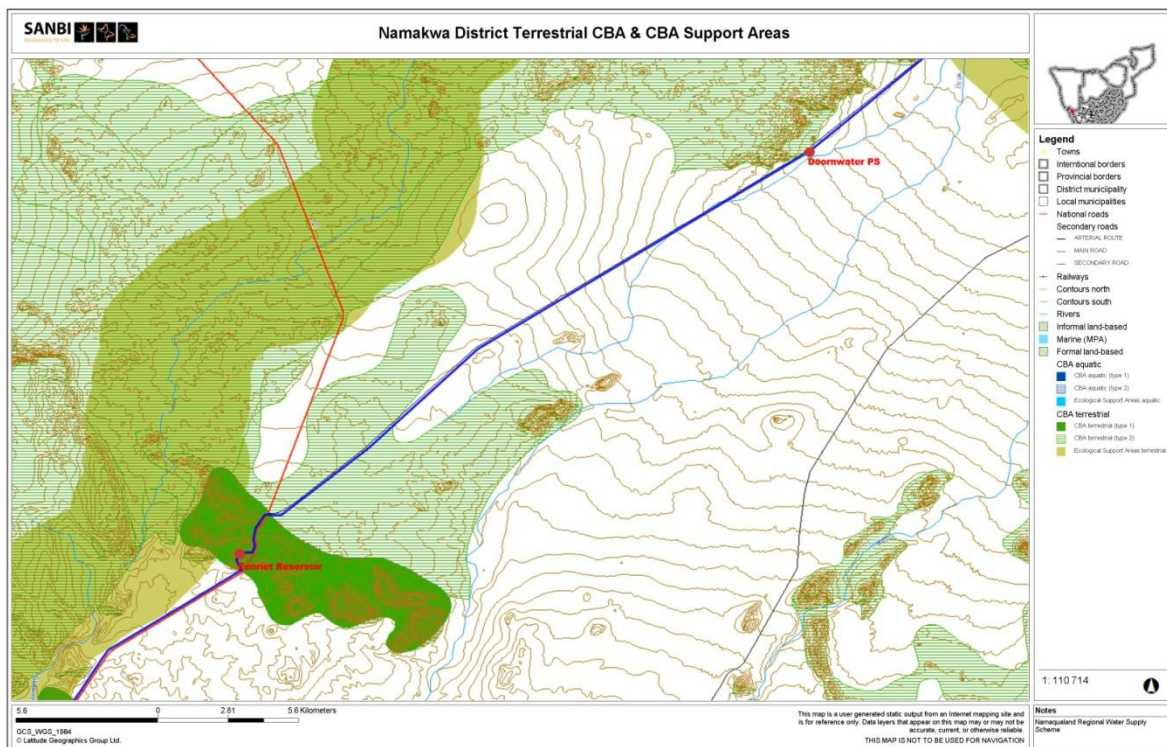 SANBI
Biodiversity for Life
Namakwa District Terrestrial CBA & CBA Support Areas
Doornwater PS
Brak
Eenriet Reservoir
Legend
Towns
Interntional borders
Provincial borders
District municiipality
Local municipalities
National roads
Secondary roads
ARTERIAL ROUTE
MAIN ROAD
SECONDARY ROAD
Railways
Contours north
Contours south
Rivers
Informal land-based
Marine (MPA)
Formal land-based
CBA aquatic
CBA aquatic (type 1)
CBA aquatic (type 2)
Ecological Support Areas aquatic
CBA terrestrial
CBA terrestrial (type 1)
CBA terrestrial (type 2)
Ecological Support Areas terrestrial
1: 110 714
5.6 0 2.81 5.6 Kilometers
GCS_WGS_1984
© Latitude Geographics Group Ltd.
This map is a user generated static output from an Internet mapping site and
is for reference only. Data layers that appear on this map may or may not be
accurate, current, or otherwise reliable.
THIS MAP IS NOT TO BE USED FOR NAVIGATION
Notes
Namaqualand Regional Water Supply
Scheme